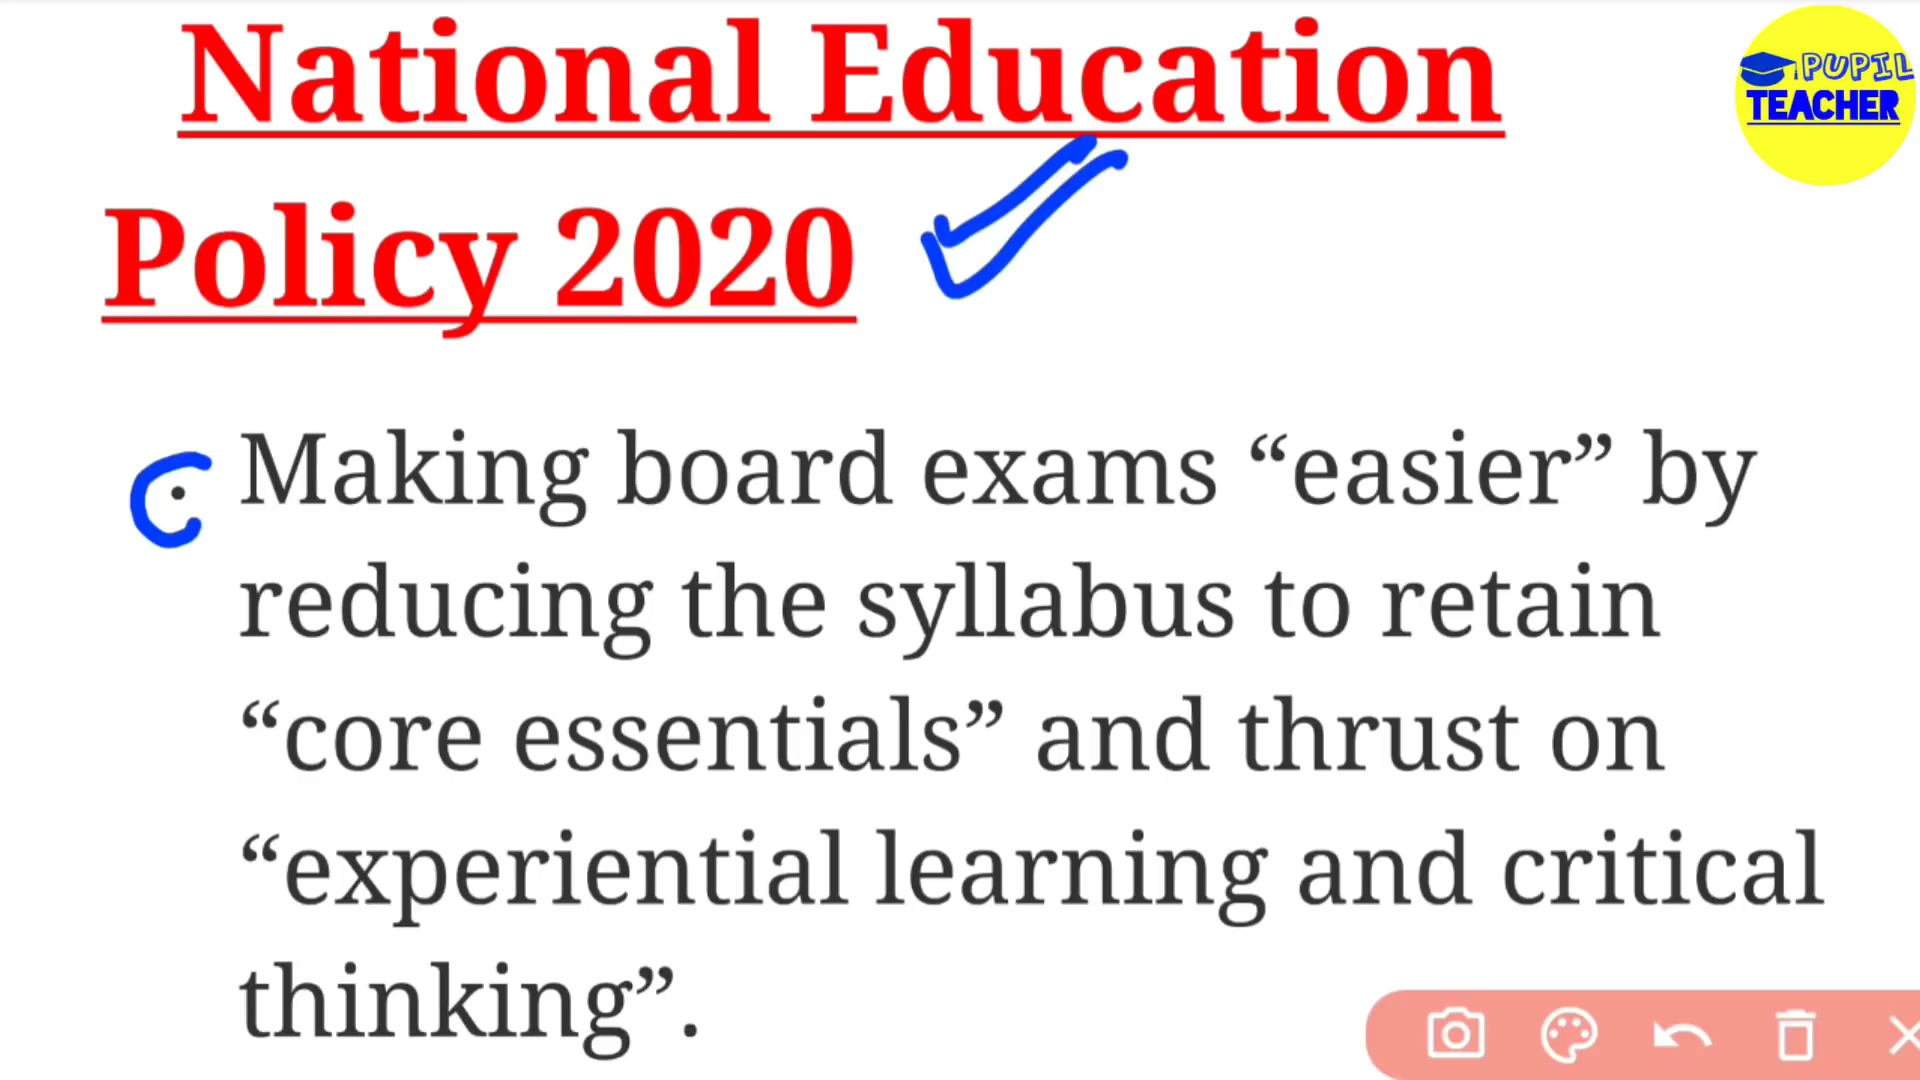 National Education
Policy 2020
PUPIL
TEACHER
• Making board exams “easier” by
reducing the syllabus to retain
“core essentials” and thrust on
“experiential learning and critical
thinking”.